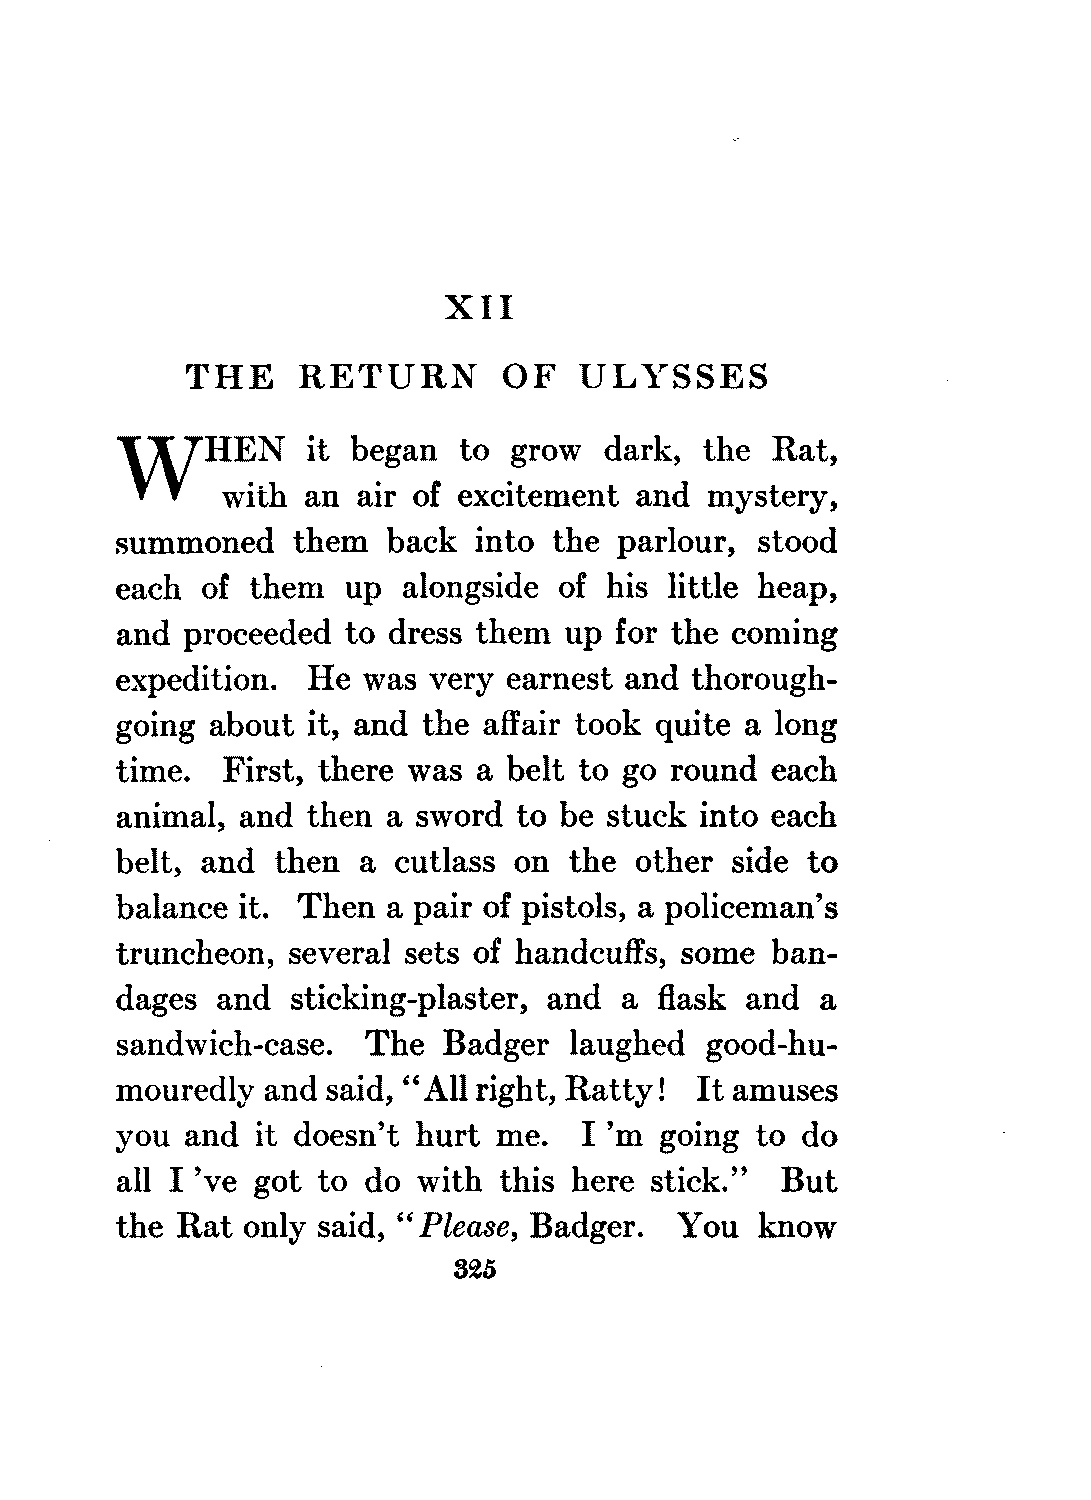 XII
THE RETURN OF ULYSSES
WHEN it began to grow dark, the Rat,
with an air of excitement and mystery,
summoned them back into the parlour, stood
each of them up alongside of his little heap,
and proceeded to dress them up for the coming
expedition. He was very earnest and thorough-
going about it, and the affair took quite a long
time. First, there was a belt to go round each
animal, and then a sword to be stuck into each
belt, and then a cutlass on the other side to
balance it. Then a pair of pistols, a policeman's
truncheon, several sets of handcuffs, some ban-
dages and sticking-plaster, and a flask and a
sandwich-case. The Badger laughed good-hu-
mouredly and said, "All right, Ratty! It amuses
you and it doesn't hurt me. I 'm going to do
all I 've got to do with this here stick." But
the Rat only said, "Please, Badger. You know
325